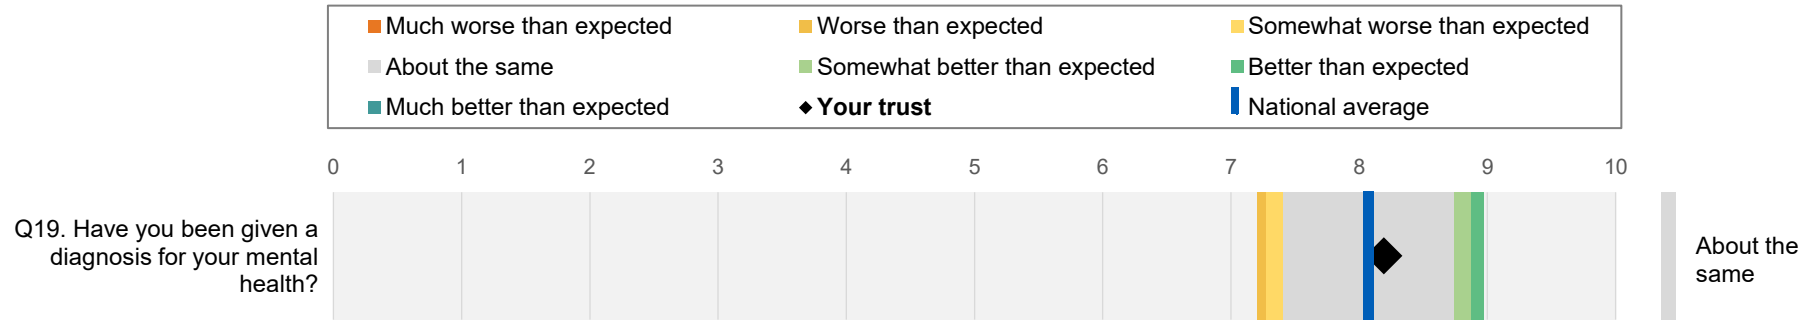 Much worse than expected
Worse than expected
Somewhat worse than expected
About the same
Somewhat better than expected
Better than expected
Much better than expected
Your trust
National average
0 1 2 3 4 5 6 7 8 9 10
Q19. Have you been given a
diagnosis for your mental
health?
About the
same